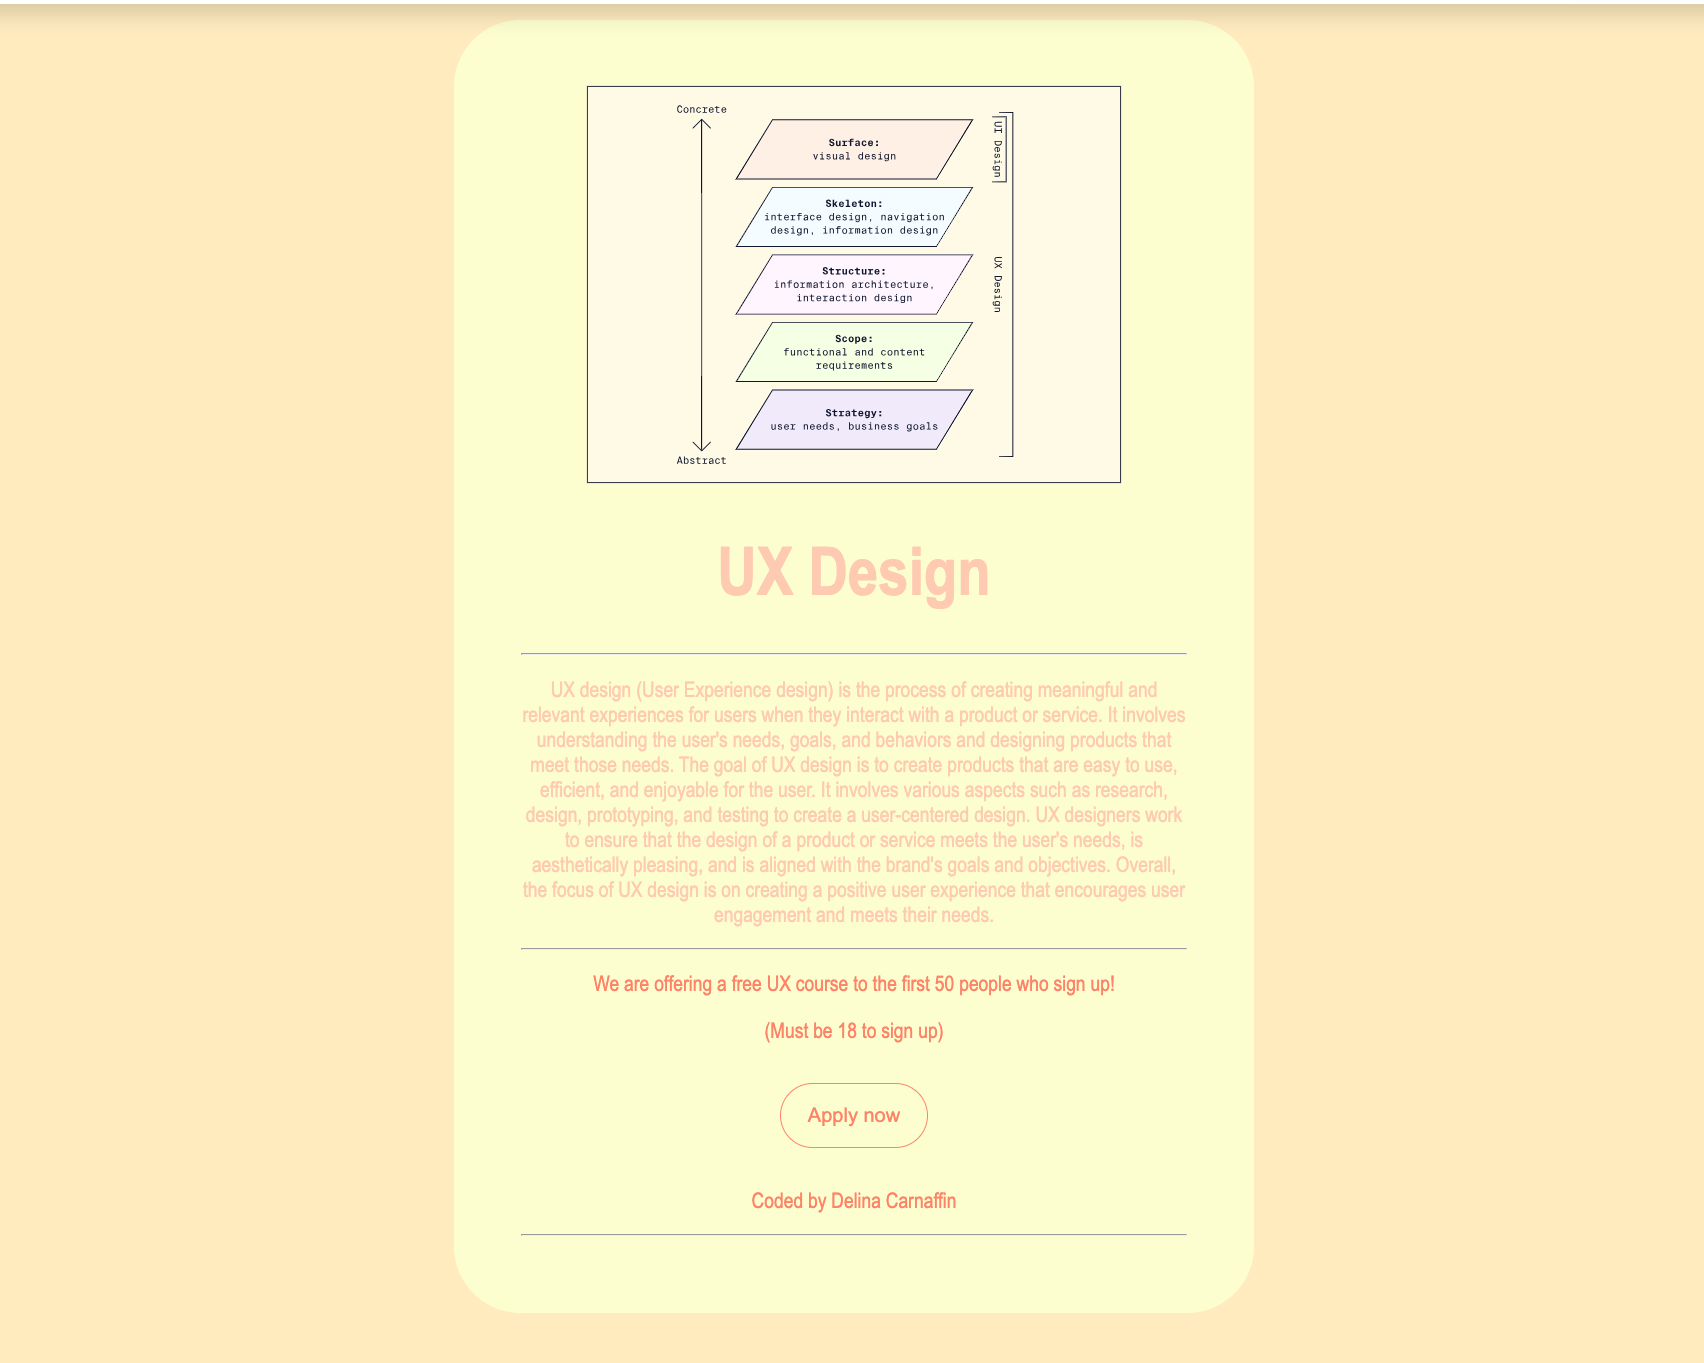 Concrete
Surface:
visual design
UI Design
Skeleton:
interface design, navigation
design, information design
Structure:
information architecture,
interaction design
UX Design
Scope:
functional and content
requirements
Strategy:
user needs, business goals
Abstract
UX Design
UX design (User Experience design) is the process of creating meaningful and
relevant experiences for users when they interact with a product or service. It involves
understanding the user's needs, goals, and behaviors and designing products that
meet those needs. The goal of UX design is to create products that are easy to use,
efficient, and enjoyable for the user. It involves various aspects such as research,
design, prototyping, and testing to create a user-centered design. UX designers work
to ensure that the design of a product or service meets the user's needs, is
aesthetically pleasing, and is aligned with the brand's goals and objectives. Overall,
the focus of UX design is on creating a positive user experience that encourages user
engagement and meets their needs.
We are offering a free UX course to the first 50 people who sign up!
(Must be 18 to sign up)
Apply now
Coded by Delina Carnaffin